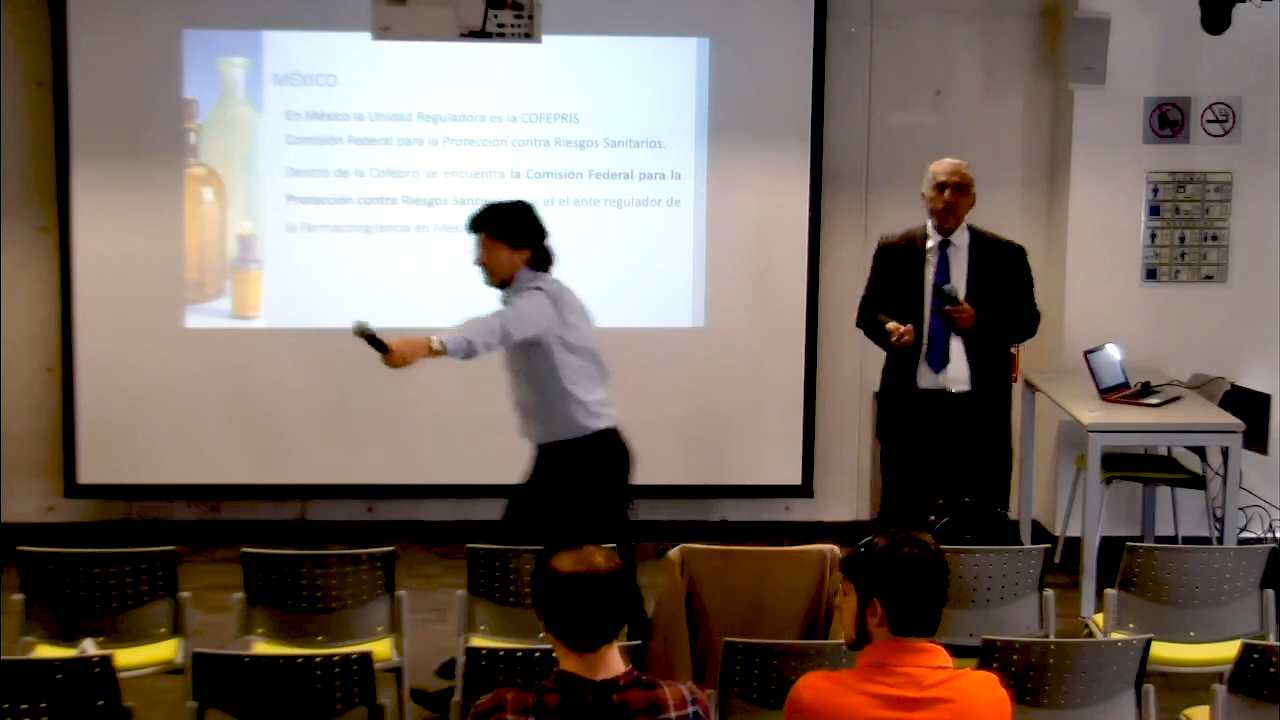 MÉXICO
En México la Unidad Reguladora es la COFEPRIS
Comisión Federal para la Protección contra Riesgos Sanitarios.
Dentro de la Cofepris se encuentra la Comisión Federal para la
Protección contra Riesgos el el ente regulador de
la Farmacovigilancia en